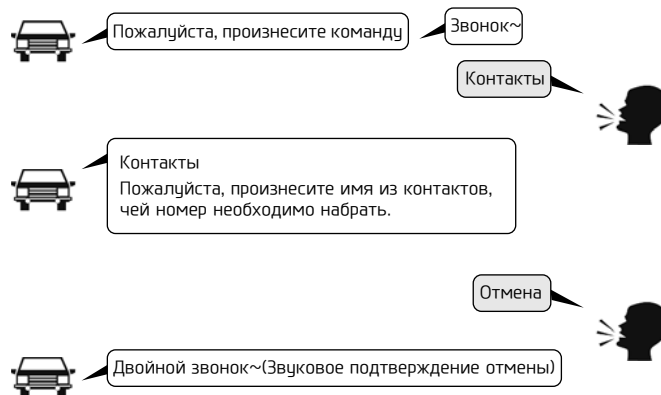 Пожалуйста, произнесите команду
Звонок~
Контакты
Контакты
Пожалуйста, произнесите имя из контактов,
чей номер необходимо набрать.
Отмена
Двойной звонок~(Звуковое подтверждение отмены)